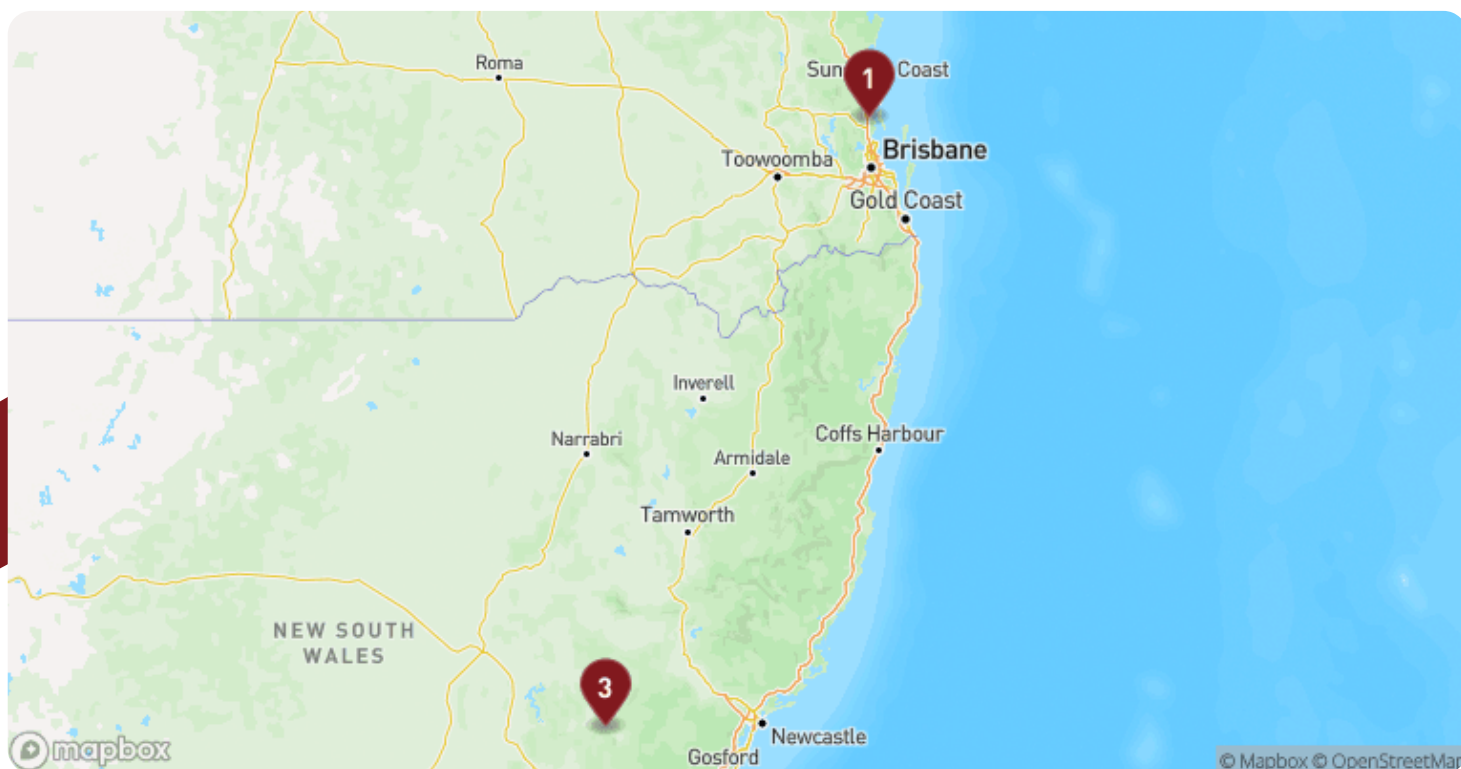 Roma
Sun
Coast
1
Brisbane
Toowoomba
Gold Coast
Inverell
Coffs Harbour
Narrabri
Armidale
Tamworth
NEW SOUTH
WALES
3
Newcastle
Gosford
mapbox
© Mapbox © OpenStreetMap